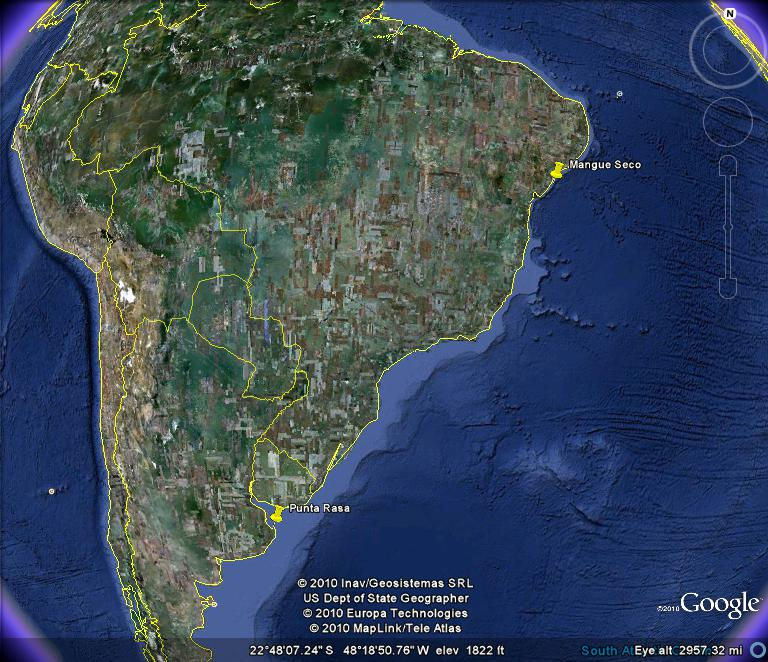 N
Mangue Seco
Punta Rasa
© 2010 Inav/Geosistemas SRL
US Dept of State Geographer
© 2010 Europa Technologies
© 2010 MapLink/Tele Atlas
©2010 Google
22°48'07.24" S 48°18'50.76" W elev 1822 ft South At Eye alt 2957.32 mi